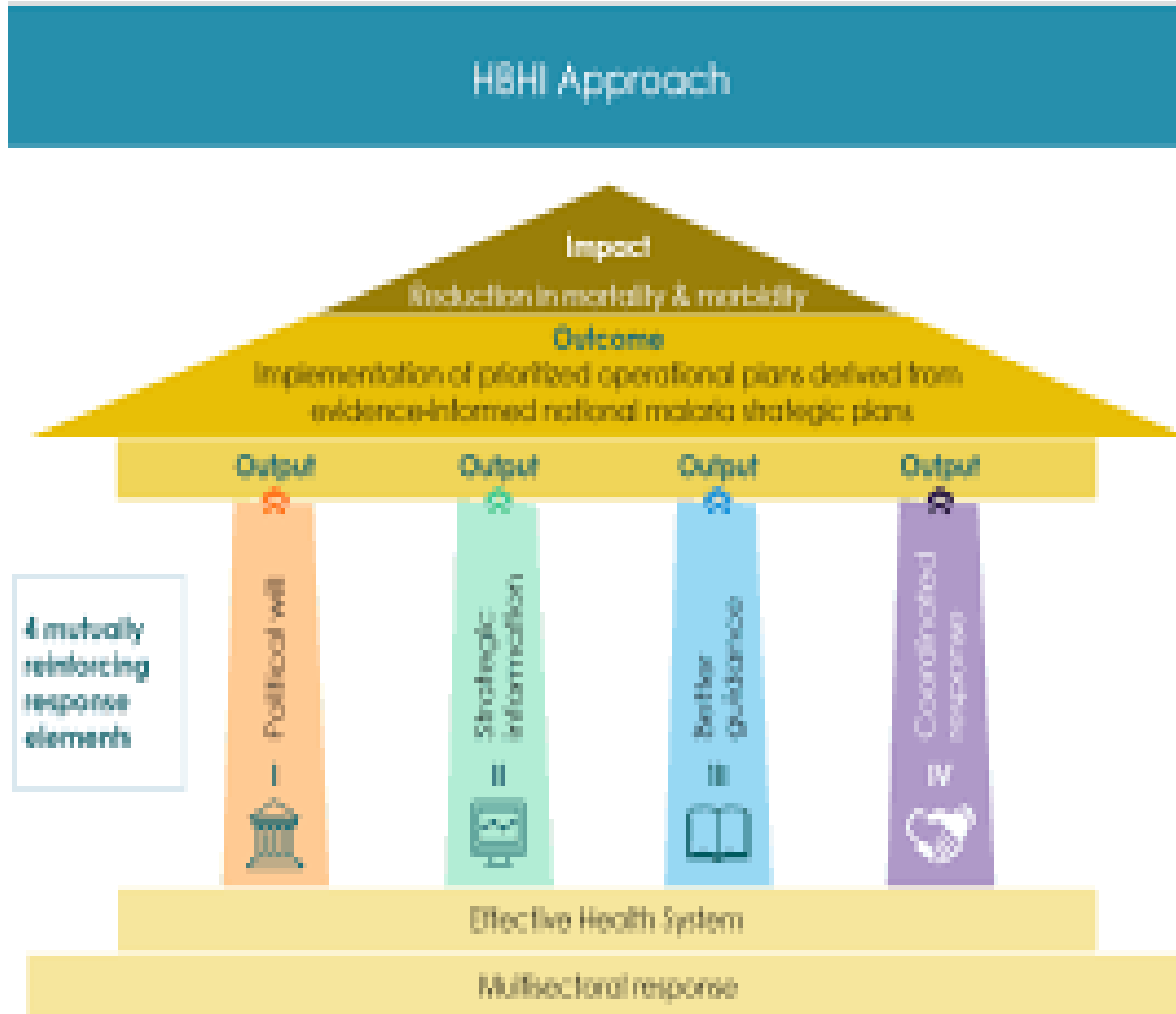 HBHI Approach
Impact
Reduction in mortality & morbidity
Outcome
Implementation of prioritized operational plans derived from
evidence-informed national malaria strategic plans
Output
Output
Output
Output
4 mutually
reinforcing
response
elements
Political will
I
Strategic
information
II
Better
guidance
III
Coordinated
response
IV
Effective Health System
Multisectoral response